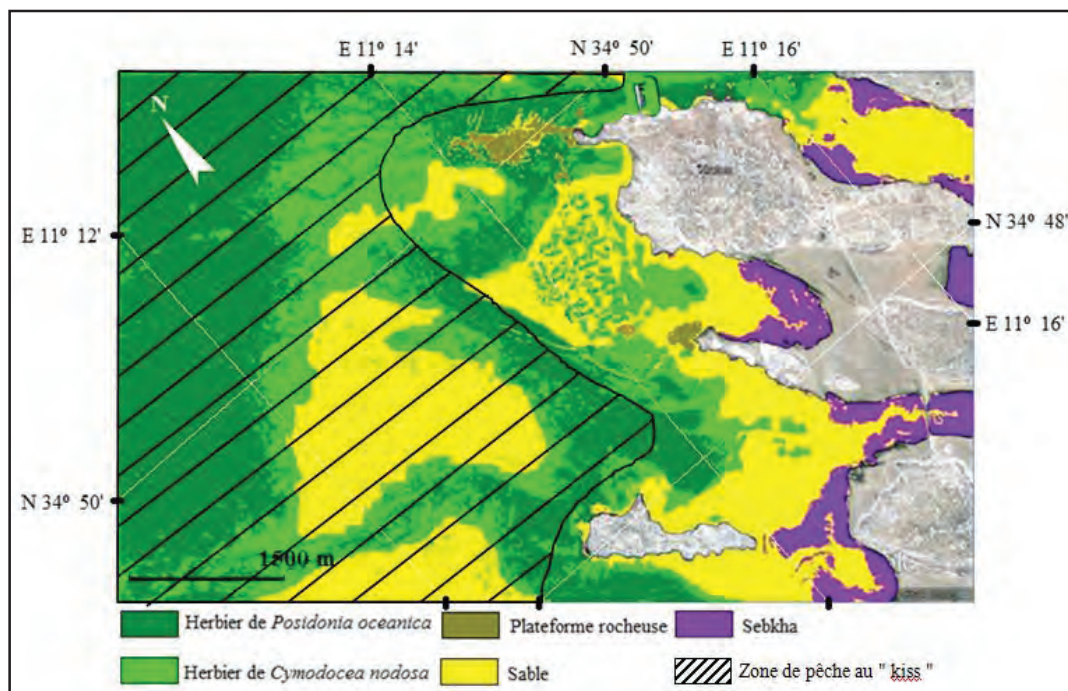 E 11° 14'
N 34° 50'
E 11° 16'
N
E 11° 12'
N 34° 48'
E 11° 16'
N 34° 50'
1500 m
Herbier de Posidonia oceanica
Plateforme rocheuse
Sebkha
Herbier de Cymodocea nodosa
Sable
Zone de pêche au " kiss "